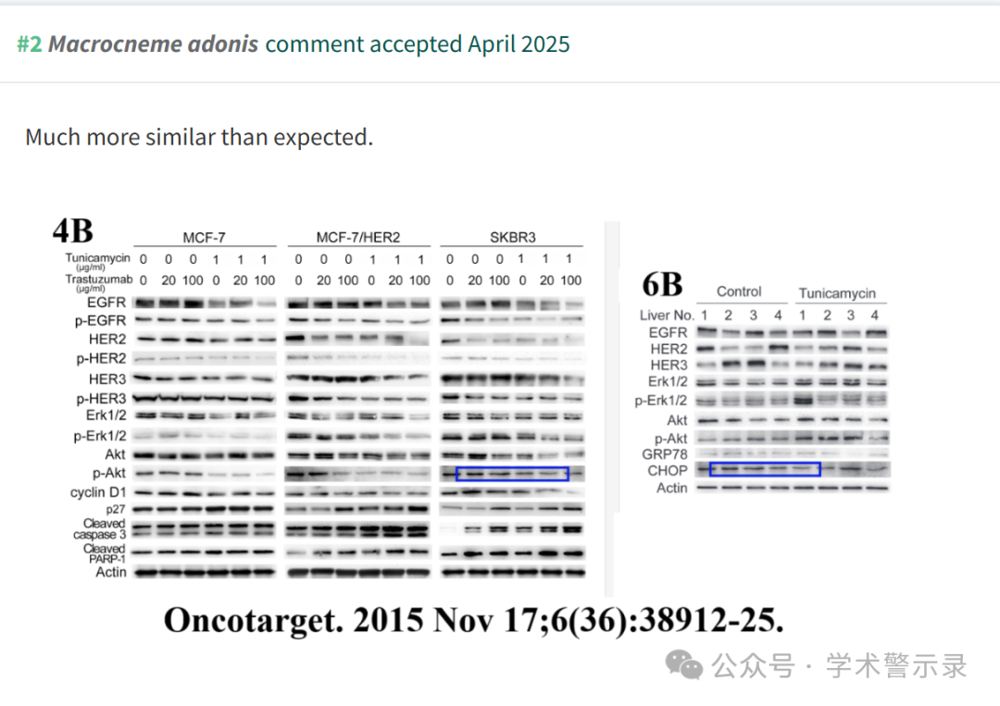 #2 Macrocneme adonis comment accepted April 2025
Much more similar than expected.
4B
MCF-7 MCF-7/HER2 SKBR3
Tunicamycin 0 0 0 1 1 1 0 0 0 1 1 1 0 0 0 1 1 1
(μg/ml)
Trastuzumab 0 20 100 0 20 100 0 20 100 0 20 100 0 20 100 0 20 100
(μg/ml)
EGFR
p-EGFR
HER2
p-HER2
HER3
p-HER3
Erk1/2
p-Erk1/2
Akt
p-Akt
cyclin D1
p27
Cleaved
caspase 3
Cleaved
PARP-1
Actin
6B
Control Tunicamycin
Liver No. 1 2 3 4 1 2 3 4
EGFR
HER2
HER3
Erk1/2
p-Erk1/2
Akt
p-Akt
GRP78
CHOP
Actin
Oncotarget. 2015 Nov 17;6(36):38912-25.
公众号 · 学术警示录